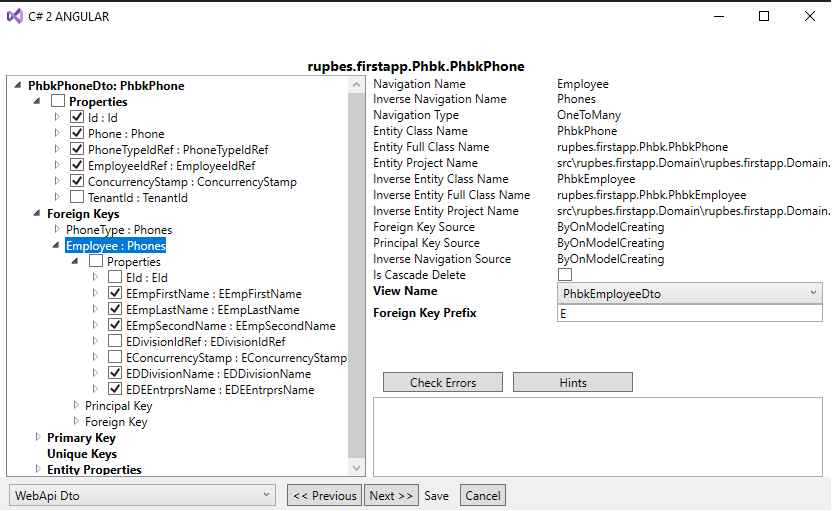 C# 2 ANGULAR
rupbes.firstapp.Phbk.PhbkPhone
PhbkPhoneDto: PhbkPhone
Properties
Id : Id
Phone : Phone
PhoneTypeIdRef : PhoneTypeIdRef
EmployeeIdRef : EmployeeIdRef
ConcurrencyStamp : ConcurrencyStamp
TenantId : TenantId
Foreign Keys
PhoneType : Phones
Employee : Phones
Properties
EId : EId
EEmpFirstName : EEmpFirstName
EEmpLastName : EEmpLastName
EEmpSecondName : EEmpSecondName
EDivisionIdRef : EDivisionIdRef
EConcurrencyStamp : EConcurrencyStamp
EDDivisionName : EDDivisionName
EDEEntrprsName : EDEEntrprsName
Principal Key
Foreign Key
Primary Key
Unique Keys
Entity Properties
Navigation Name Employee
Inverse Navigation Name Phones
Navigation Type OneToMany
Entity Class Name PhbkPhone
Entity Full Class Name rupbes.firstapp.Phbk.PhbkPhone
Entity Project Name src\rupbes.firstapp.Domain\rupbes.firstapp.Domain.
Inverse Entity Class Name PhbkEmployee
Inverse Entity Full Class Name rupbes.firstapp.Phbk.PhbkEmployee
Inverse Entity Project Name src\rupbes.firstapp.Domain\rupbes.firstapp.Domain.
Foreign Key Source ByOnModelCreating
Principal Key Source ByOnModelCreating
Inverse Navigation Source ByOnModelCreating
Is Cascade Delete
View Name PhbkEmployeeDto
Foreign Key Prefix E
Check Errors Hints
WebApi Dto << Previous Next >> Save Cancel